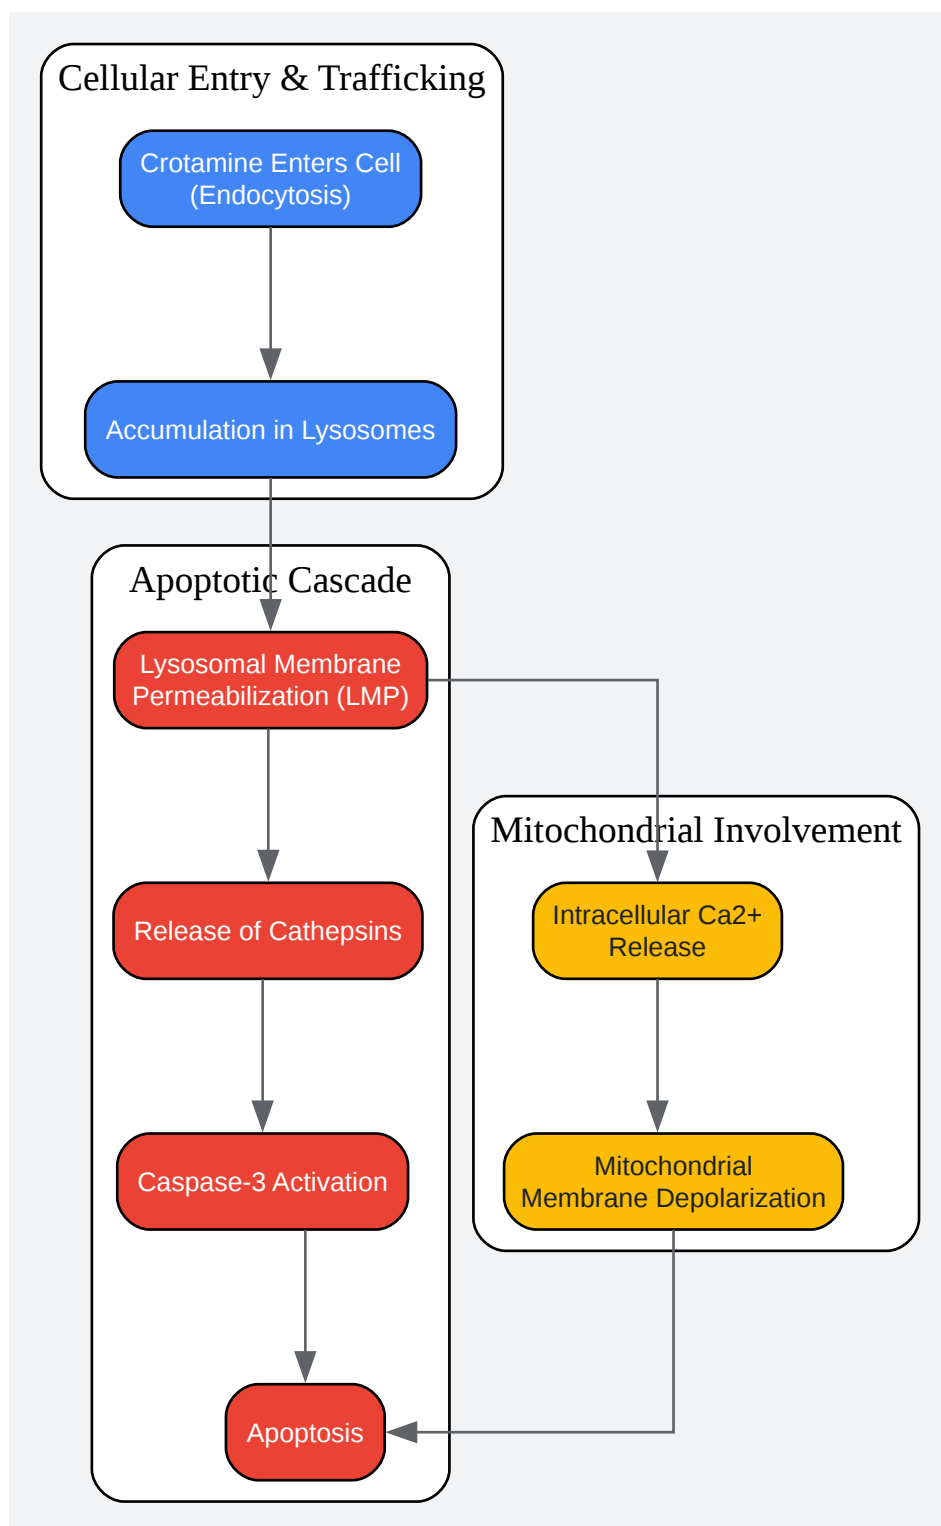 Cellular Entry & Trafficking
Crotamine Enters Cell
(Endocytosis)
Accumulation in Lysosomes
Apoptotic Cascade
Lysosomal Membrane
Permeabilization (LMP)
Release of Cathepsins
Caspase-3 Activation
Apoptosis
Mitochondrial Involvement
Intracellular Ca2+
Release
Mitochondrial
Membrane Depolarization